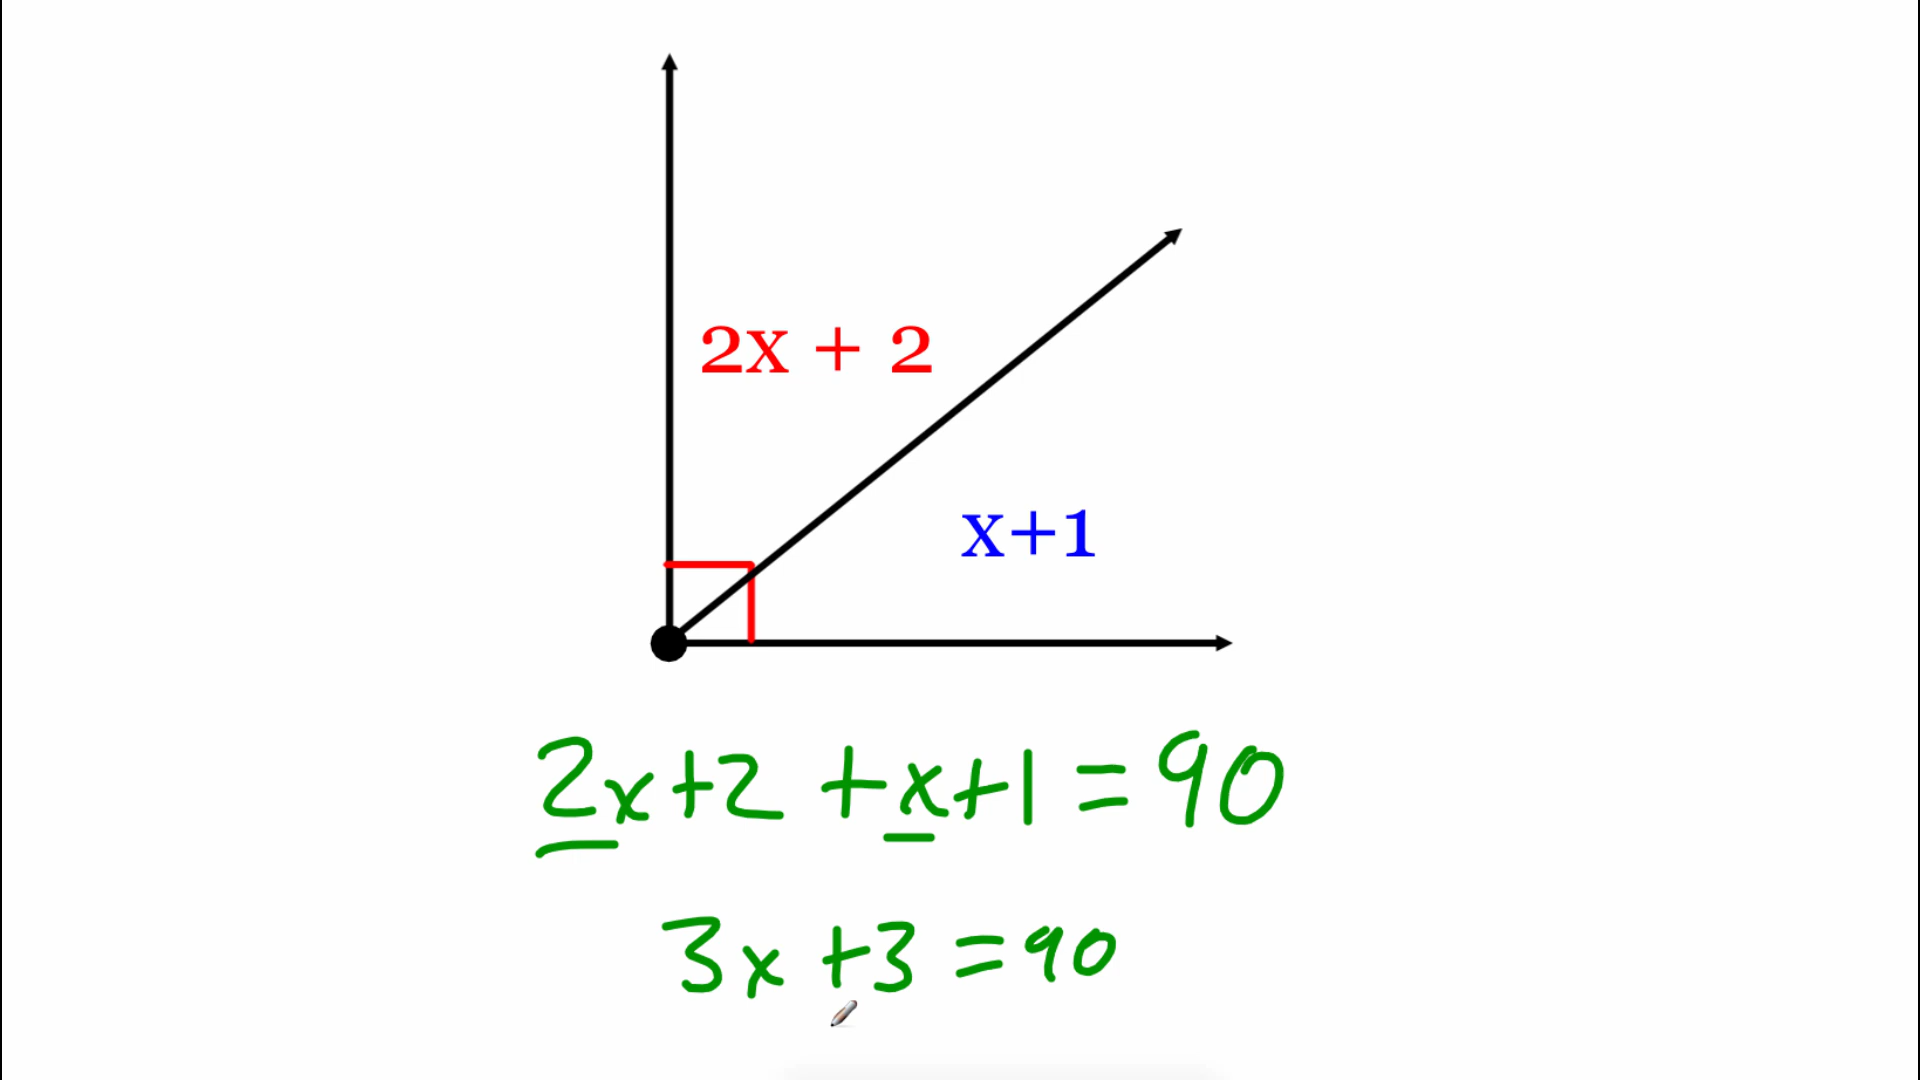 2x + 2
x+1
2x+2 +x+1 = 90
3x +3 = 90